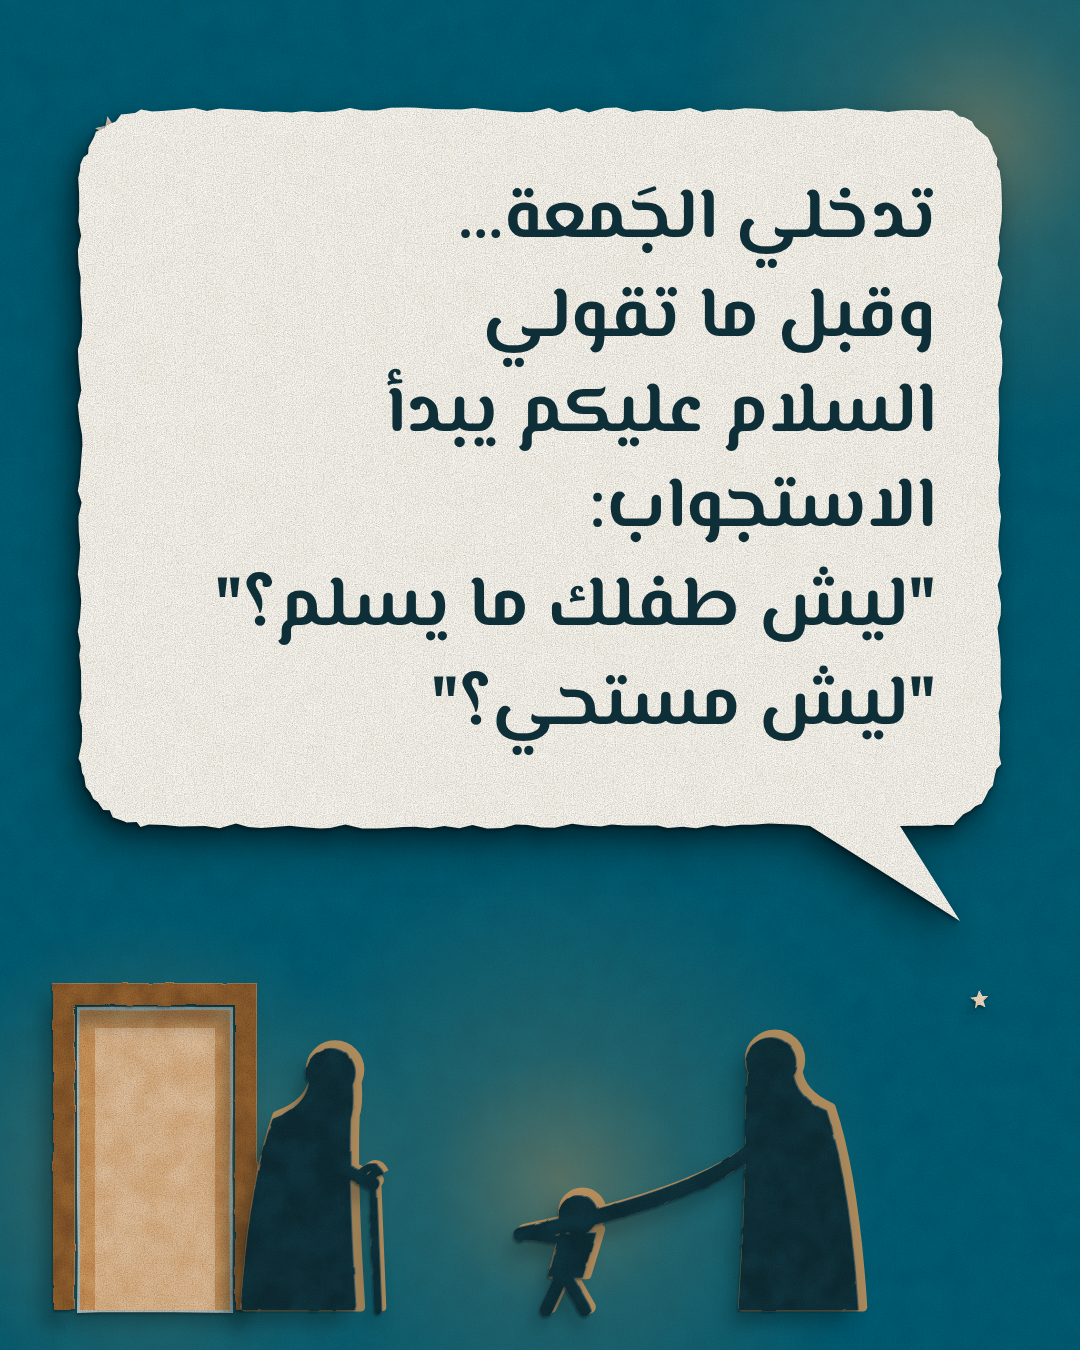 تدخلي الجَمعة...
وقبل ما تقولي
السلام عليكم يبدأ
الاستجواب:
"ليش طفلك ما يسلم؟"
"ليش مستحي؟"